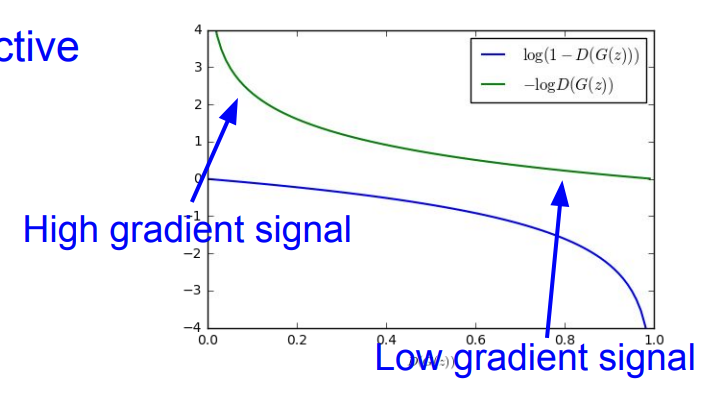 ctive
4
3
2
1
0
−1
−2
−3
−4
log(1 − D(G(z)))
−logD(G(z))
High gradient signal
0.0 0.2 0.4 0.6 0.8 1.0
Low gradient signal